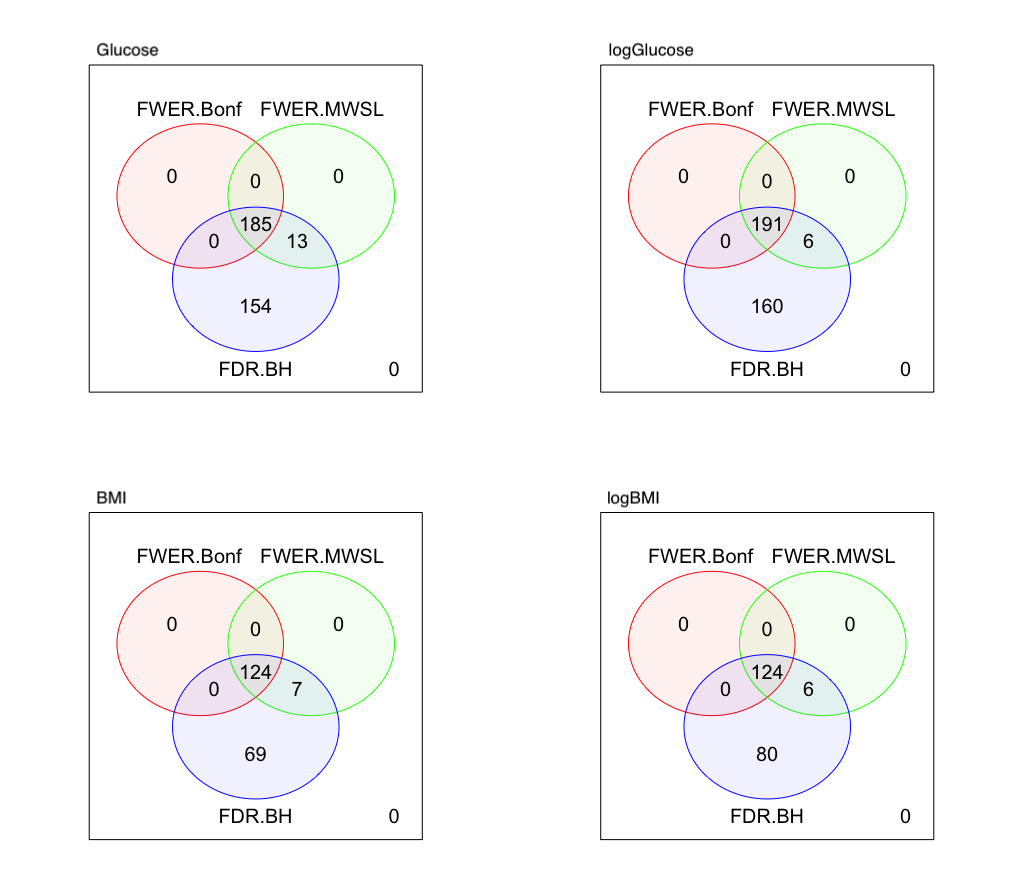 Glucose
FWER.Bonf FWER.MWSL
0 0 0
185
0 13
154
FDR.BH 0
logGlucose
FWER.Bonf FWER.MWSL
0 0 0
191
0 6
160
FDR.BH 0
BMI
FWER.Bonf FWER.MWSL
0 0 0
124
0 7
69
FDR.BH 0
logBMI
FWER.Bonf FWER.MWSL
0 0 0
124
0 6
80
FDR.BH 0